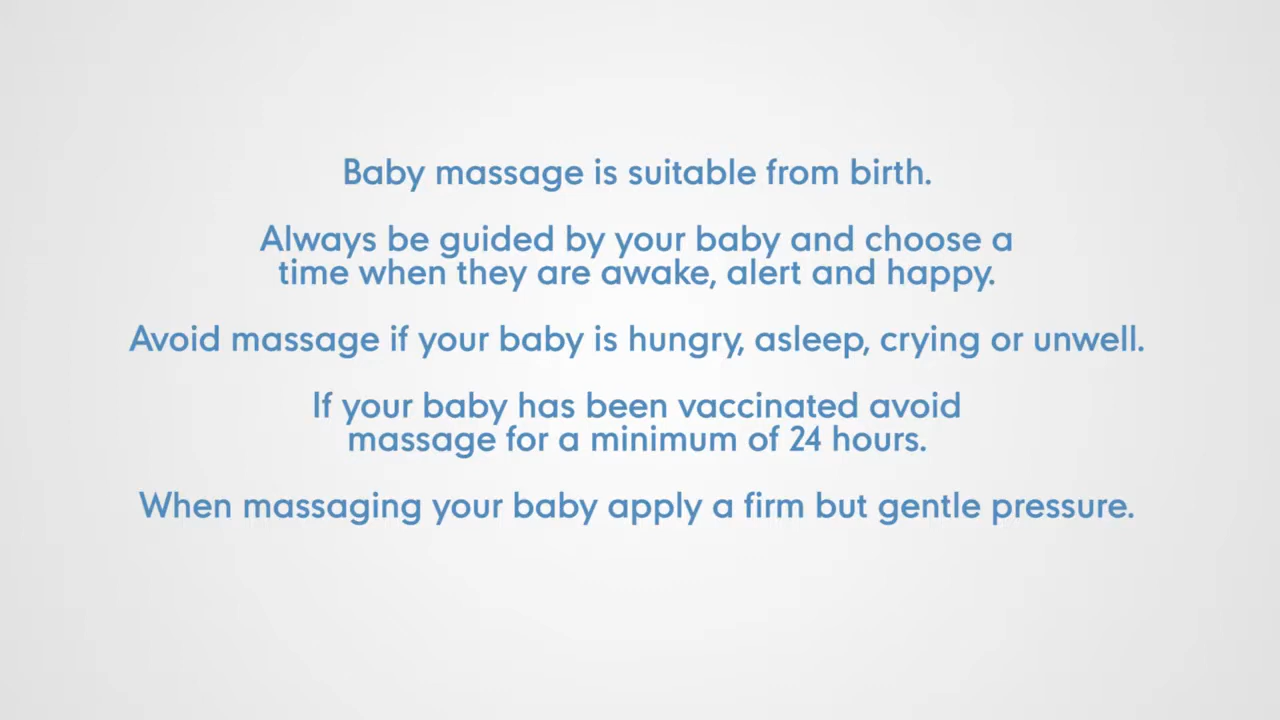 Baby massage is suitable from birth.
Always be guided by your baby and choose a
time when they are awake, alert and happy.
Avoid massage if your baby is hungry, asleep, crying or unwell.
If your baby has been vaccinated avoid
massage for a minimum of 24 hours.
When massaging your baby apply a firm but gentle pressure.